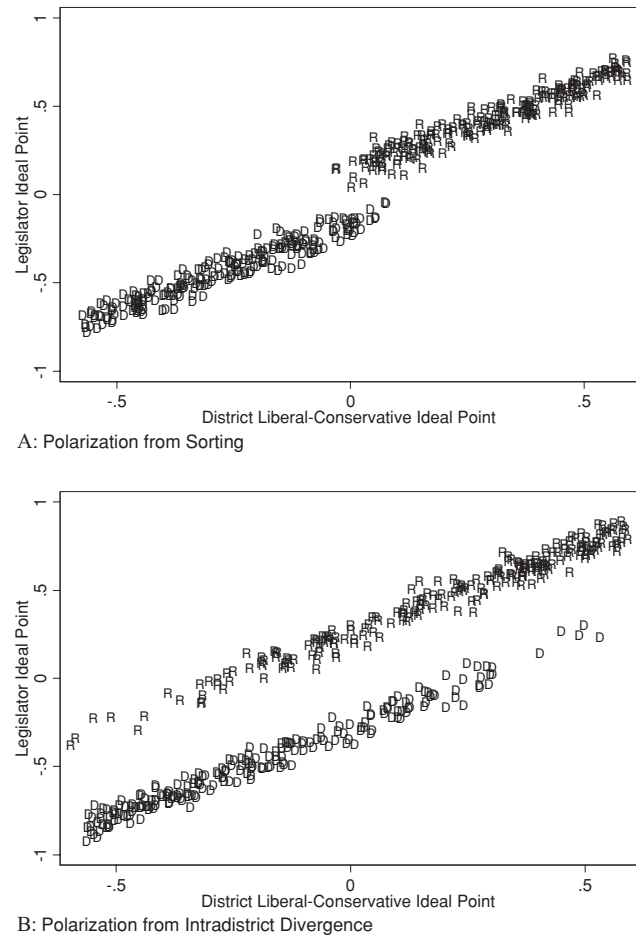 1
.5
0
-.5
-1
Legislator Ideal Point
-.5
0
.5
District Liberal-Conservative Ideal Point
A: Polarization from Sorting
1
.5
0
-.5
-1
Legislator Ideal Point
-.5
0
.5
District Liberal-Conservative Ideal Point
B: Polarization from Intradistrict Divergence